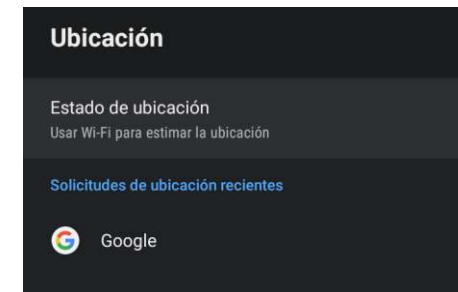 Ubicación
Estado de ubicación
Usar Wi-Fi para estimar la ubicación
Solicitudes de ubicación recientes
Google